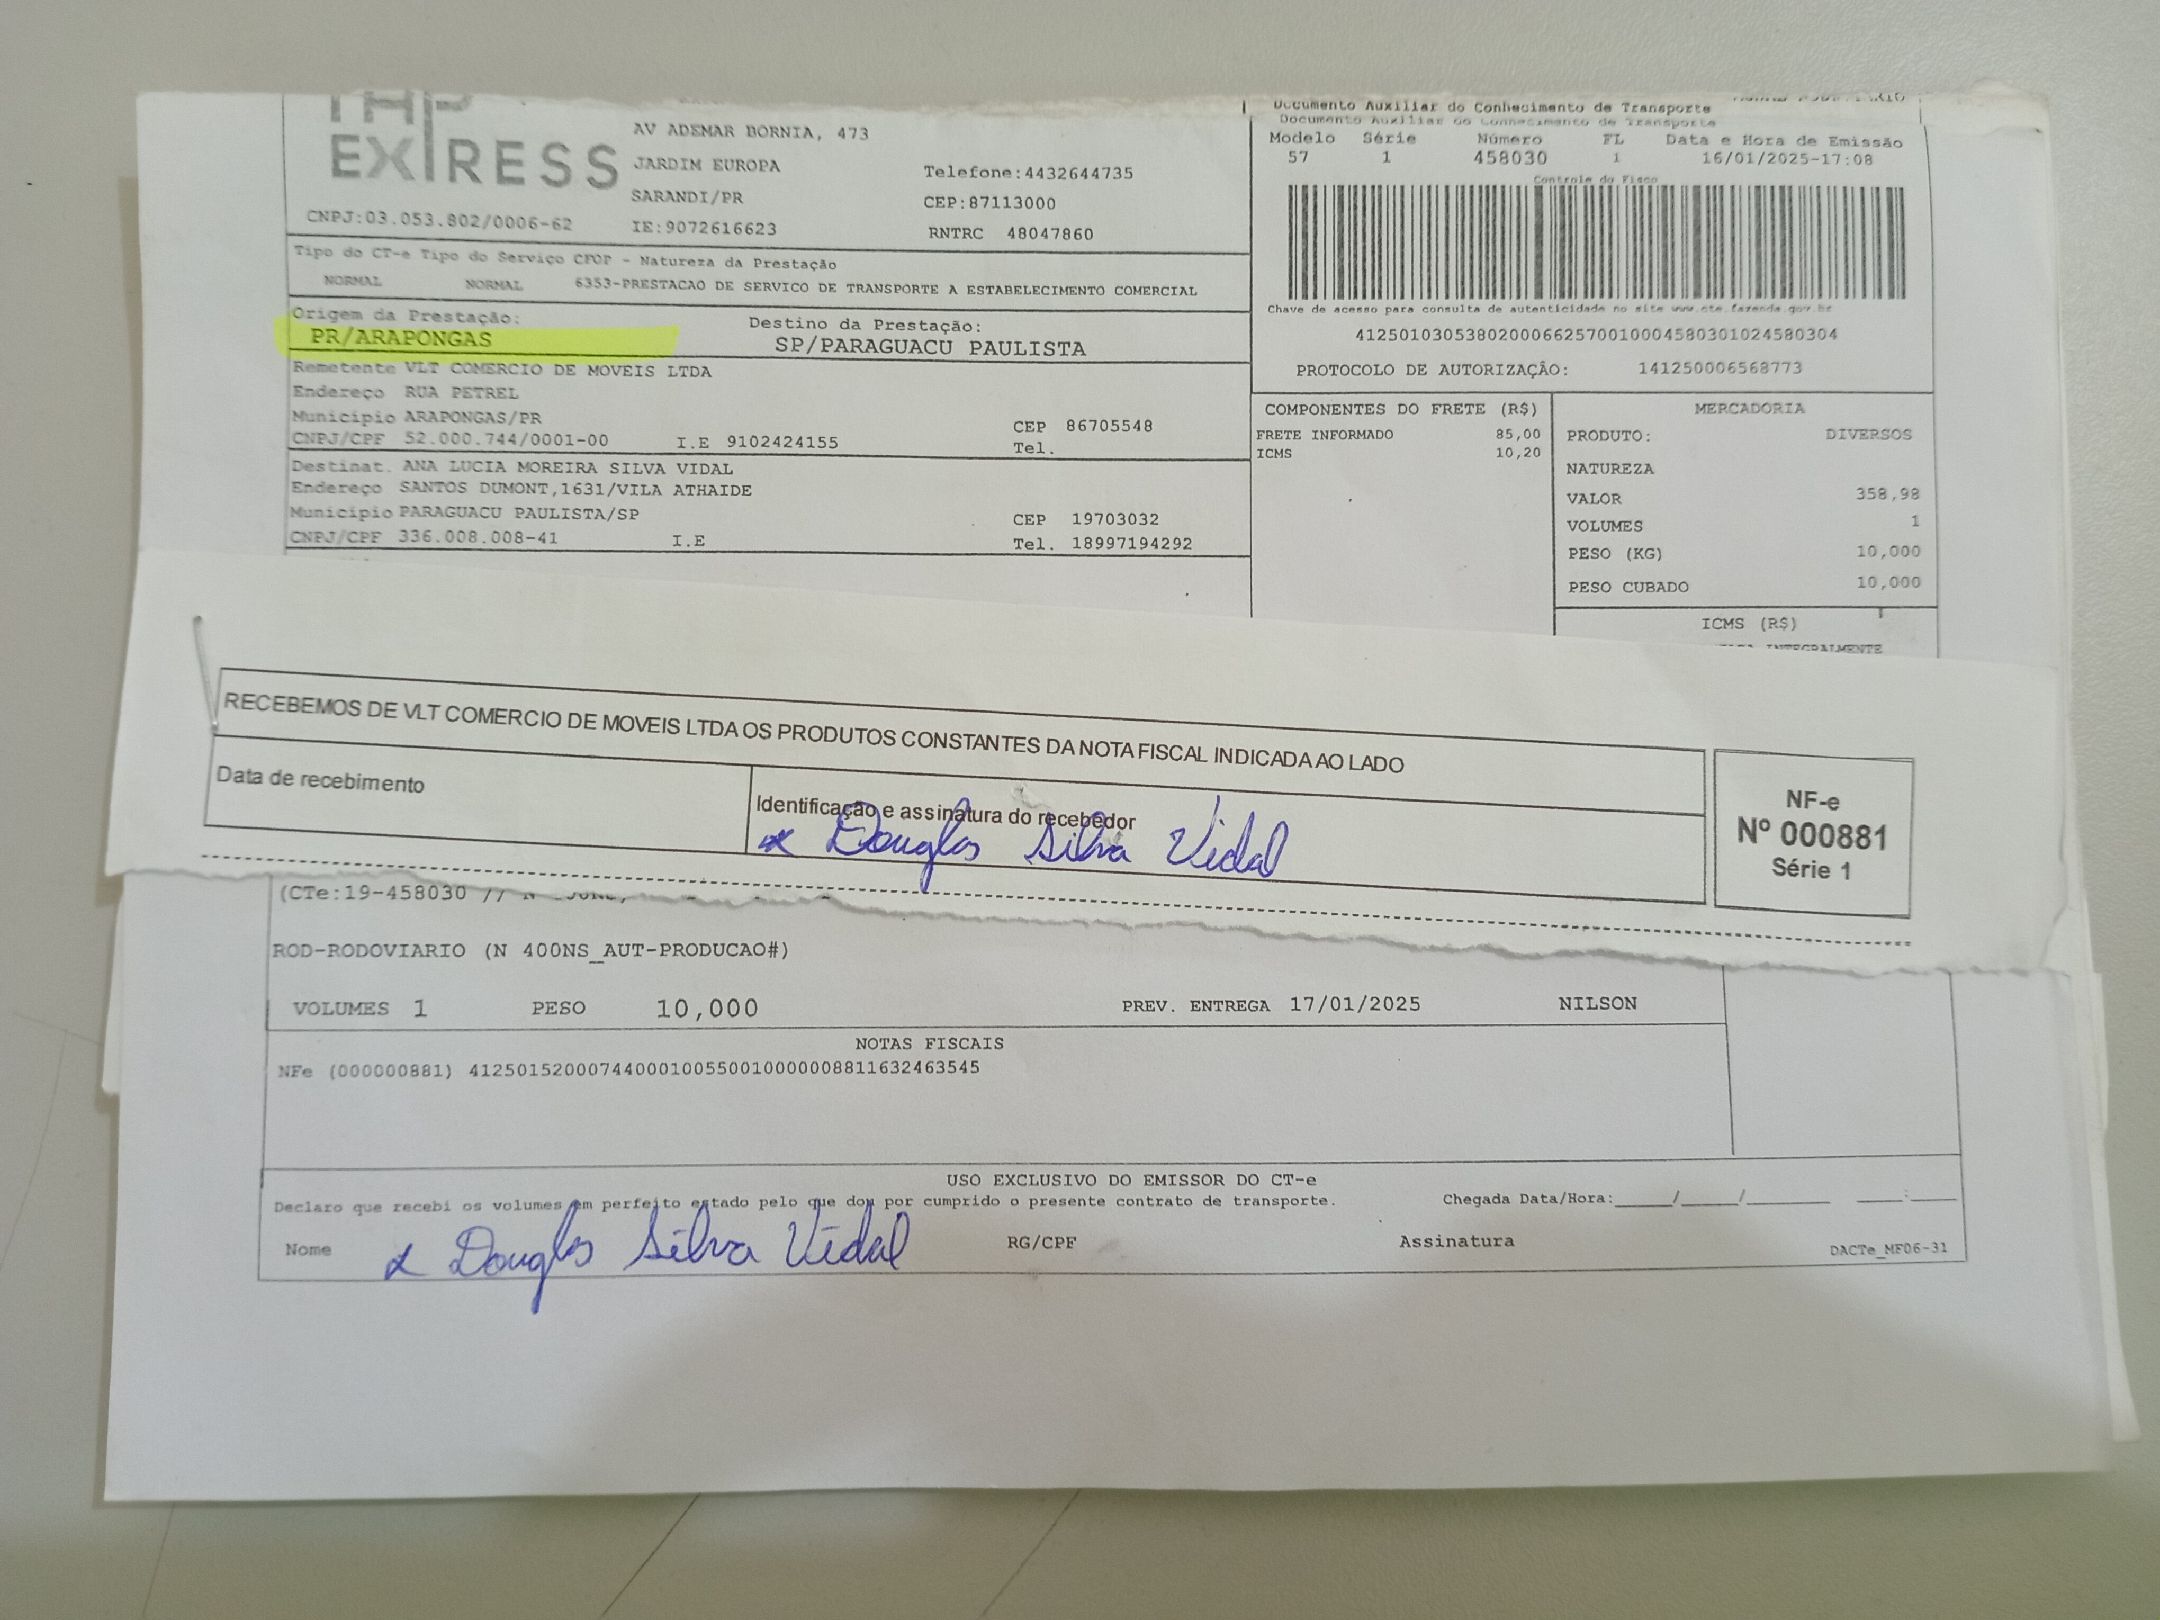 EXPRESS
AV ADEMAR BORNIA, 473
JARDIM EUROPA
SARANDI/PR
CNPJ:03.053.802/0006-62
IE:9072616623
Telefone:4432644735
CEP:87113000
RNTRC 48047860
Documento Auxiliar do Conhecimento de Transporte
Documento Auxiliar do Conhecimento de Transporte
Modelo Série Número FL Data e Hora de Emissão
57 1 458030 1 16/01/2025-17:08
Controle do Fisco
Chave de acesso para consulta de autenticidade no site www.cte.fazenda.gov.br
41250103053802000662570010004580301024580304
PROTOCOLO DE AUTORIZAÇÃO: 141250006568773
Tipo do CT-e Tipo do Serviço CFOP - Natureza da Prestação
NORMAL NORMAL 6353-PRESTACAO DE SERVICO DE TRANSPORTE A ESTABELECIMENTO COMERCIAL
Origem da Prestação: Destino da Prestação:
PR/ARAPONGAS SP/PARAGUACU PAULISTA
Remetente VLT COMERCIO DE MOVEIS LTDA
Endereço RUA PETREL
Município ARAPONGAS/PR CEP 86705548
CNPJ/CPF 52.000.744/0001-00 I.E 9102424155 Tel.
Destinat. ANA LUCIA MOREIRA SILVA VIDAL
Endereço SANTOS DUMONT,1631/VILA ATHAIDE
Município PARAGUACU PAULISTA/SP CEP 19703032
CNPJ/CPF 336.008.008-41 I.E Tel. 18997194292
COMPONENTES DO FRETE (R$)
FRETE INFORMADO 85,00
ICMS 10,20
MERCADORIA
PRODUTO: DIVERSOS
NATUREZA
VALOR 358,98
VOLUMES 1
PESO (KG) 10,000
PESO CUBADO 10,000
ICMS (R$)
INTEGRALMENTE
RECEBEMOS DE VLT COMERCIO DE MOVEIS LTDA OS PRODUTOS CONSTANTES DA NOTA FISCAL INDICADA AO LADO
Data de recebimento
Identificação e assinatura do recebedor
x Douglas Silva Vidal
NF-e
Nº 000881
Série 1
(CTe:19-458030 //
ROD-RODOVIARIO (N 400NS_AUT-PRODUCAO#)
VOLUMES 1 PESO 10,000 PREV. ENTREGA 17/01/2025 NILSON
NOTAS FISCAIS
NFe (000000881) 41250152000744000100550010000008811632463545
USO EXCLUSIVO DO EMISSOR DO CT-e
Declaro que recebi os volumes em perfeito estado pelo que dou por cumprido o presente contrato de transporte. Chegada Data/Hora:____/____/______ ___:___
Nome x Douglas Silva Vidal RG/CPF Assinatura
DACTe_MF06-31